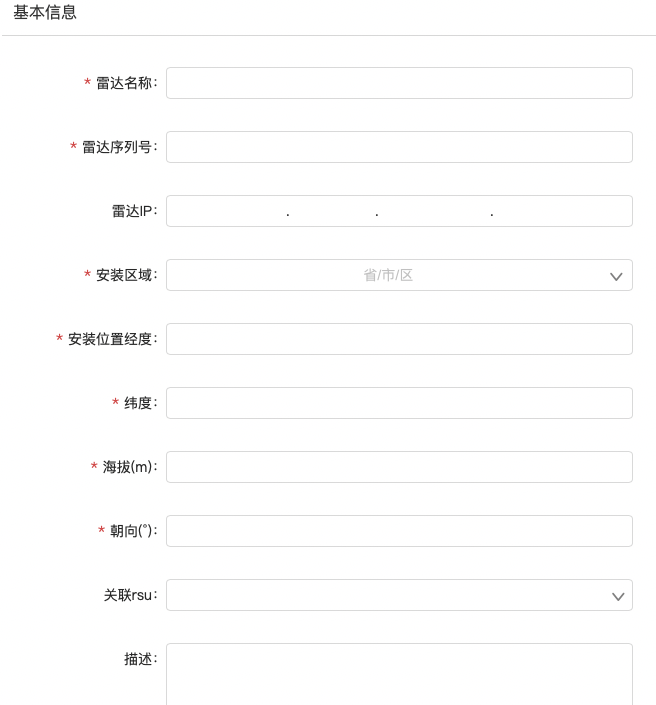 基本信息
* 雷达名称:
* 雷达序列号:
雷达IP: . . .
* 安装区域: 省/市/区
* 安装位置经度:
* 纬度:
* 海拔(m):
* 朝向(°):
关联rsu:
描述: